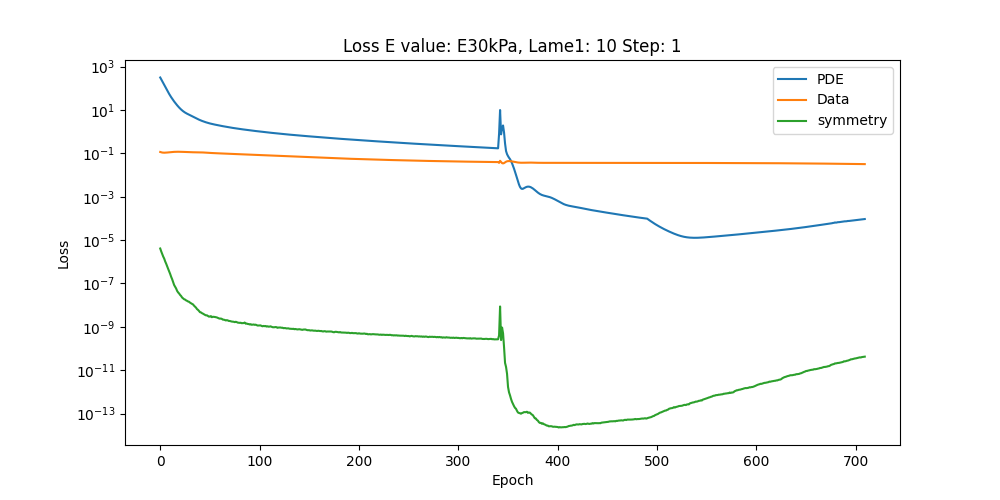 Loss E value: E30kPa, Lame1: 10 Step: 1
10³
10¹
10⁻¹
10⁻³
10⁻⁵
10⁻⁷
10⁻⁹
10⁻¹¹
10⁻¹³
Loss
PDE
Data
symmetry
0 100 200 300 400 500 600 700
Epoch